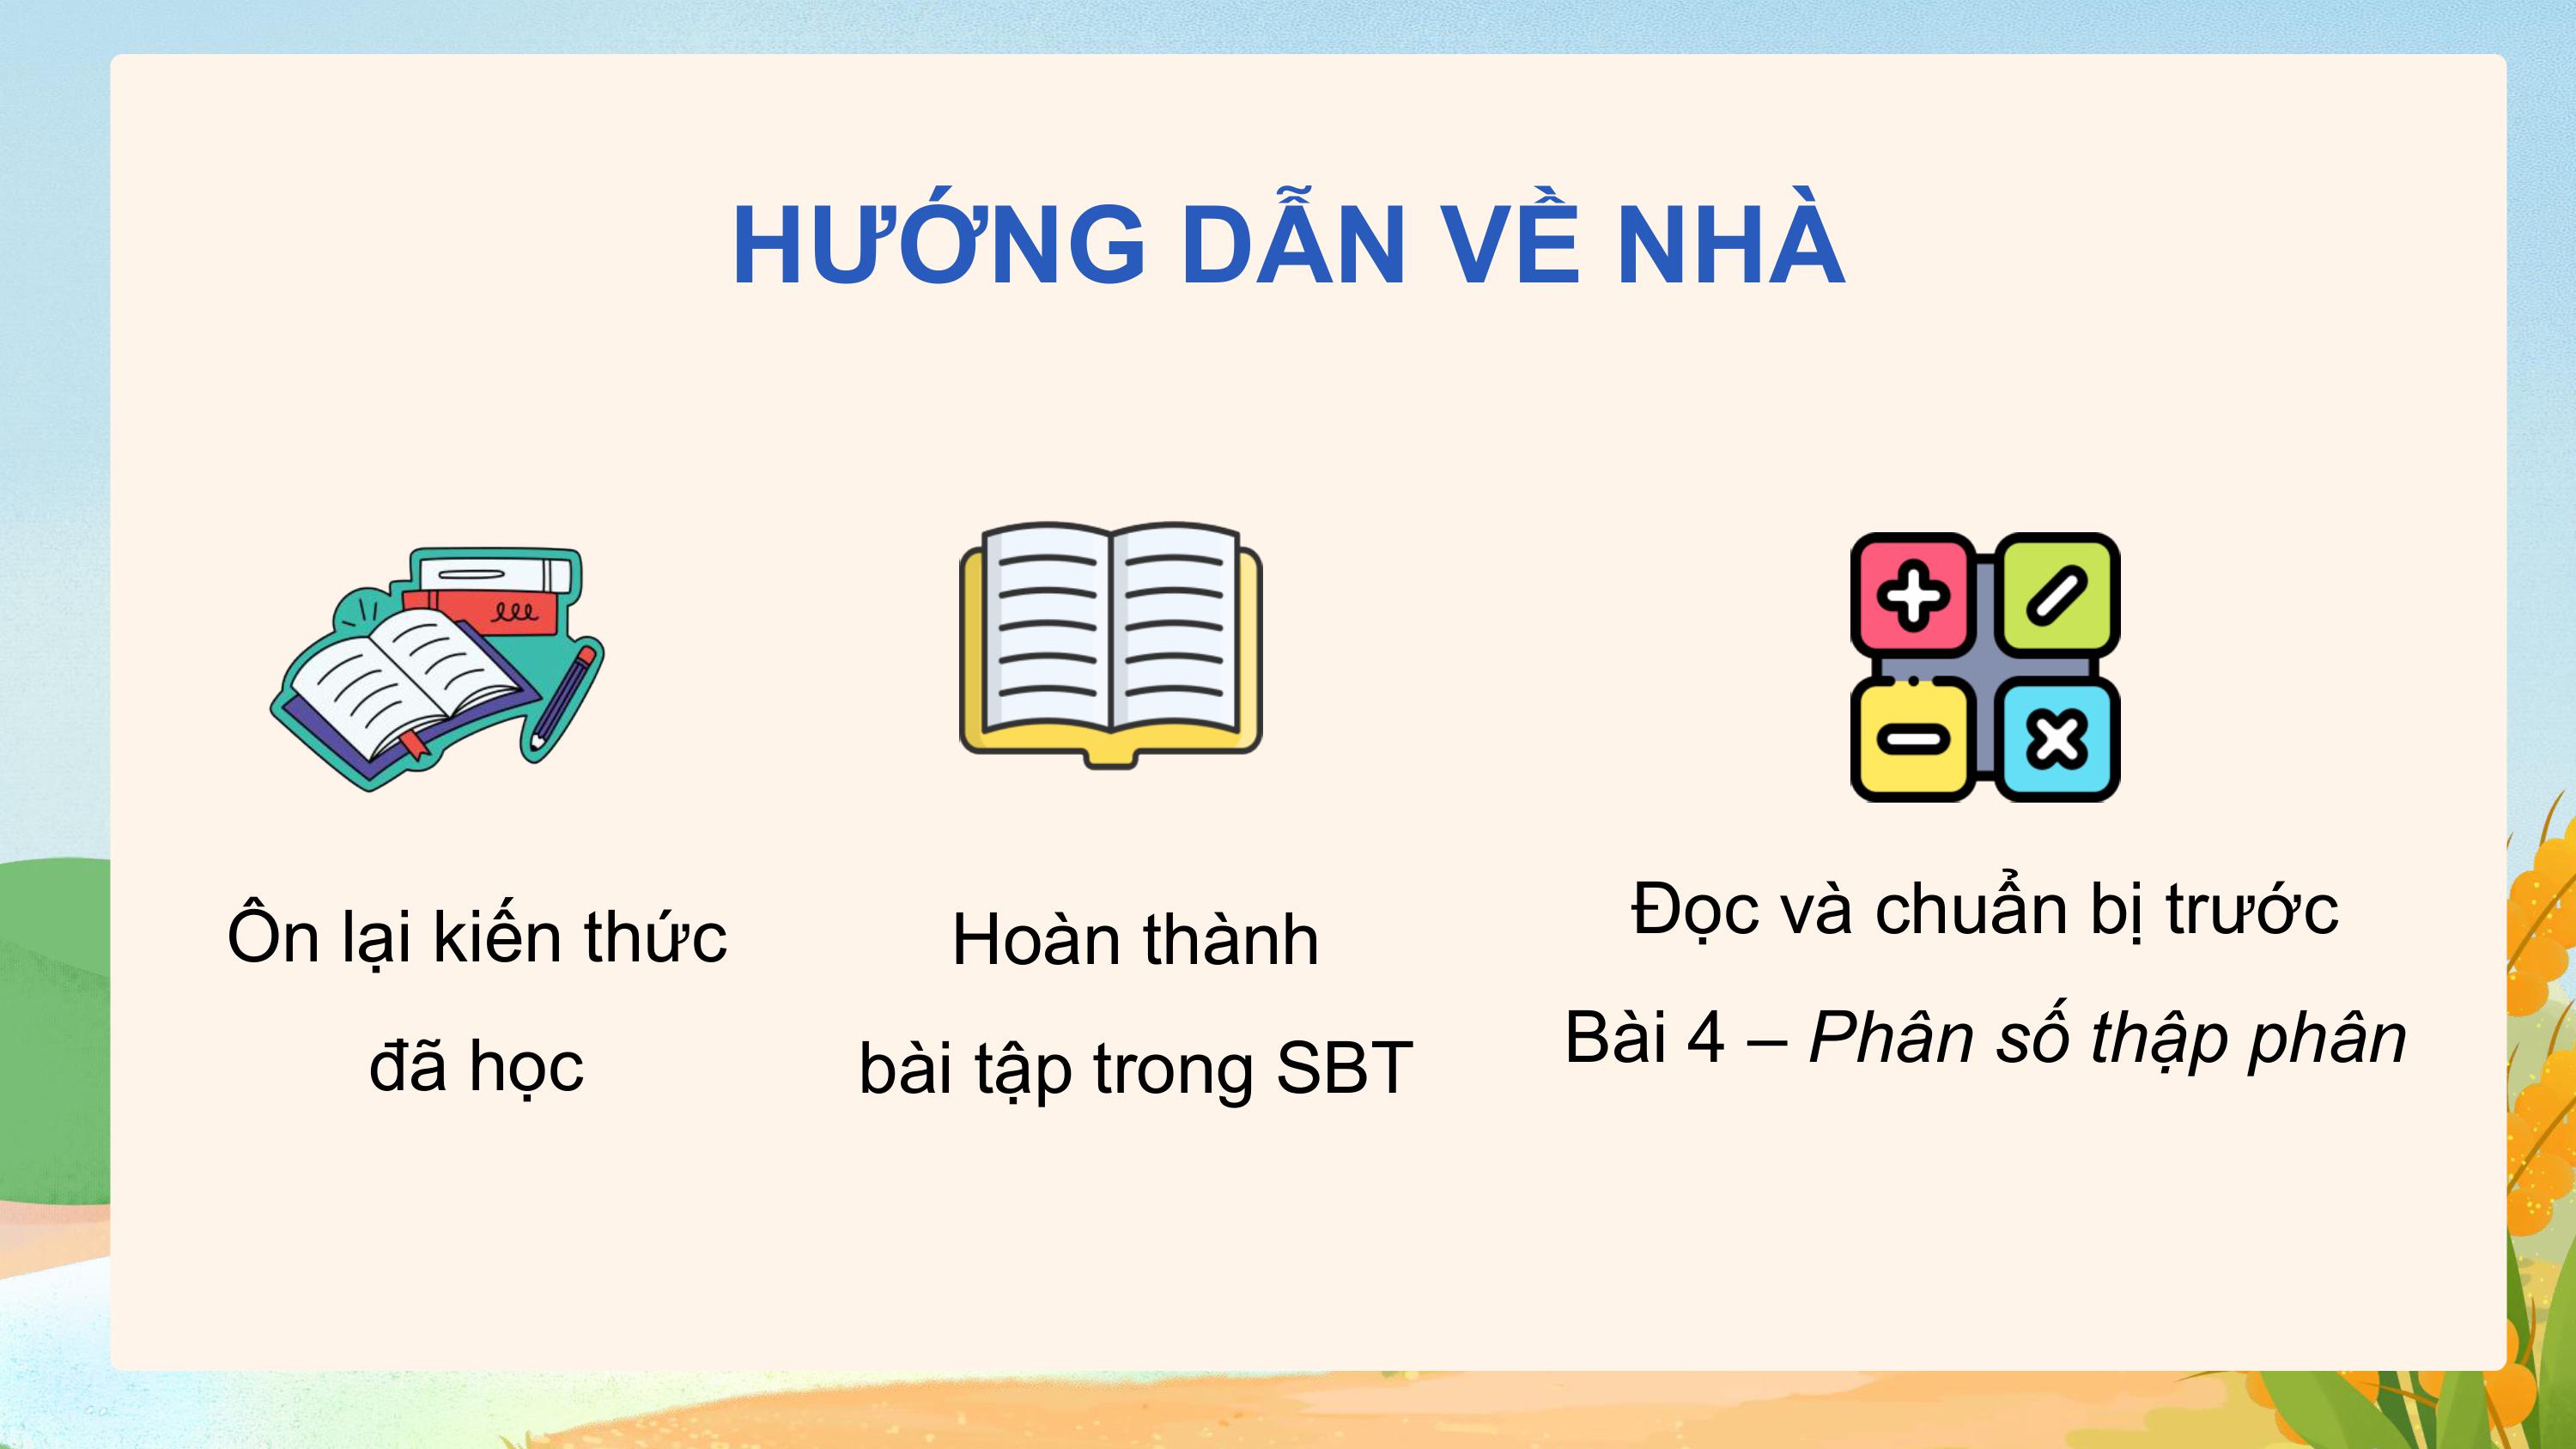 HƯỚNG DẪN VỀ NHÀ
Ôn lại kiến thức
đã học
Hoàn thành
bài tập trong SBT
Đọc và chuẩn bị trước
Bài 4 – Phân số thập phân